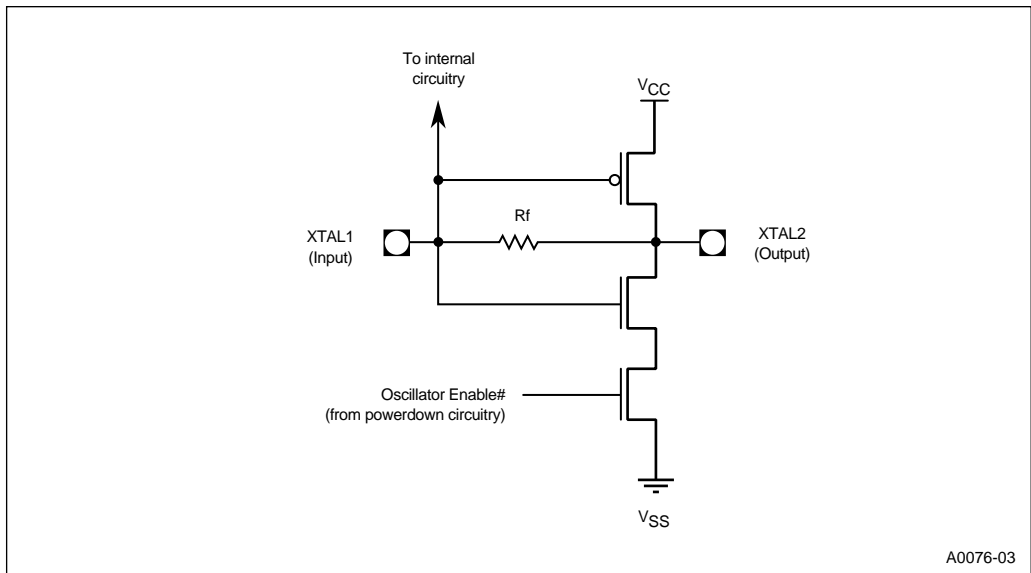 To internal
circuitry
VCC
Rf
XTAL1
(Input)
XTAL2
(Output)
Oscillator Enable#
(from powerdown circuitry)
VSS
A0076-03